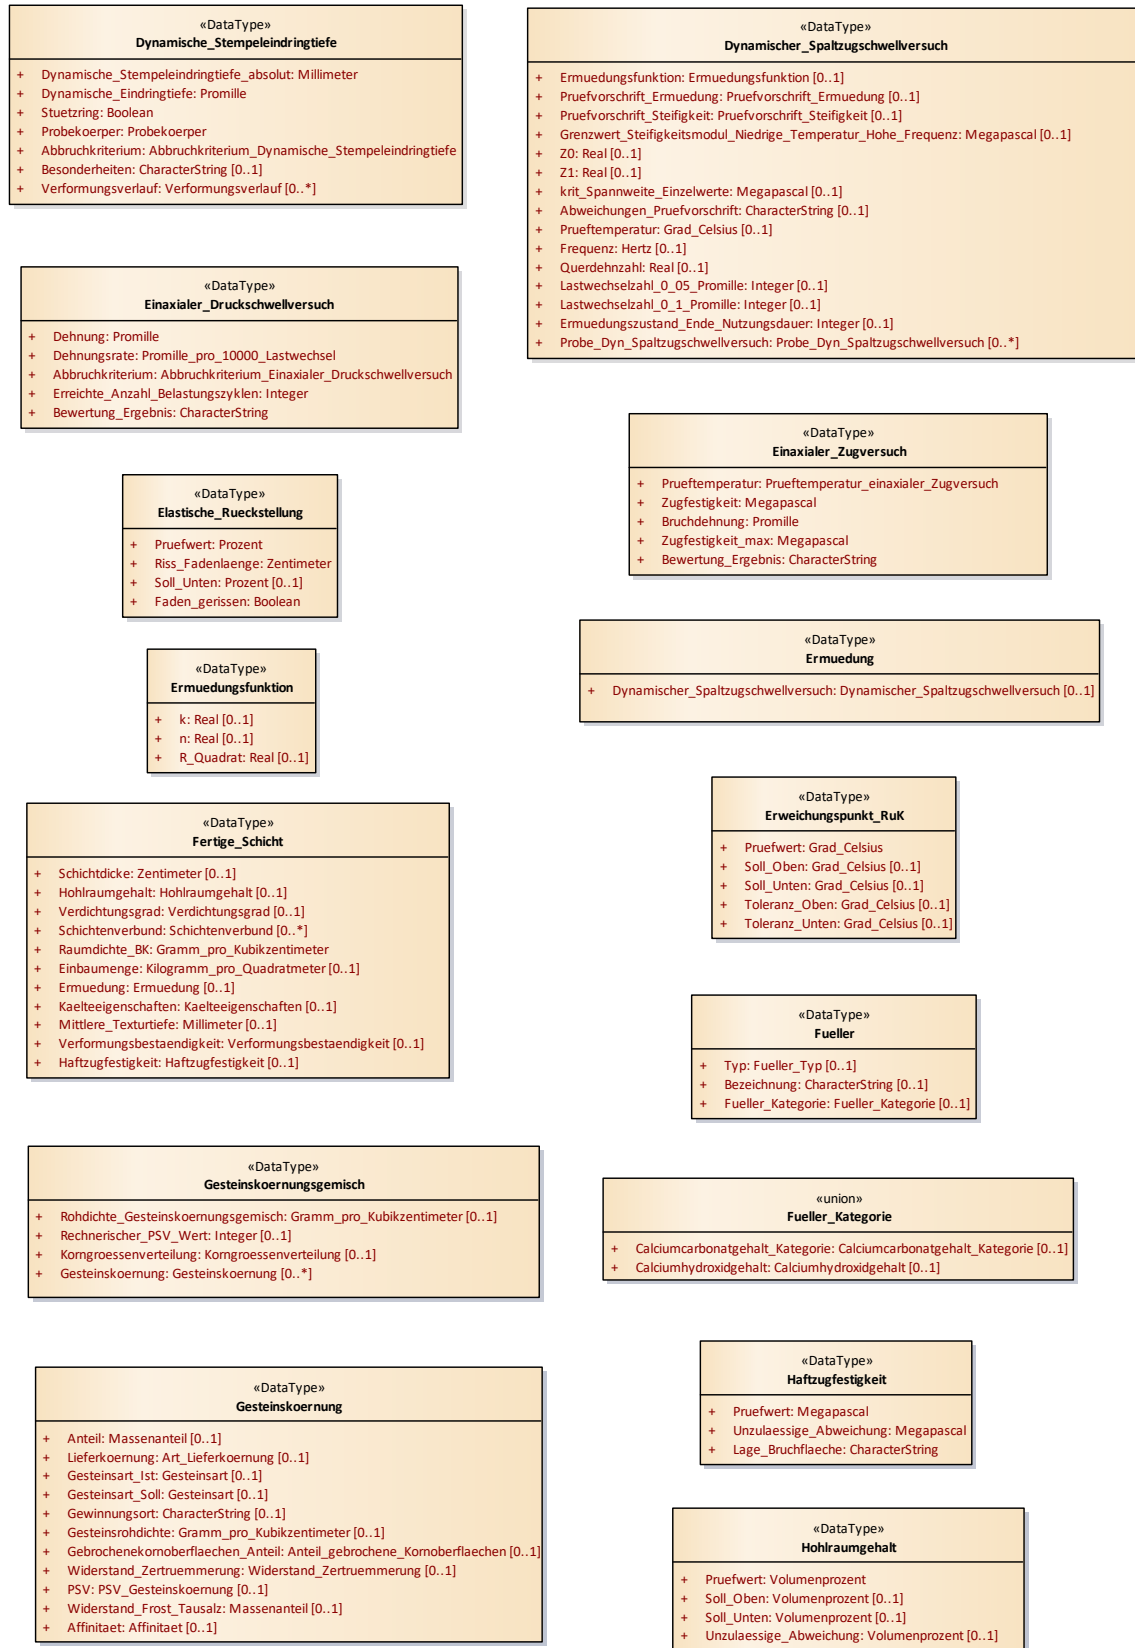 «DataType»
Dynamische_Stempeleindringtiefe
+ Dynamische_Stempeleindringtiefe_absolut: Millimeter
+ Dynamische_Eindringtiefe: Promille
+ Stuetzring: Boolean
+ Probekoerper: Probekoerper
+ Abbruchkriterium: Abbruchkriterium_Dynamische_Stempeleindringtiefe
+ Besonderheiten: CharacterString [0..1]
+ Verformungsverlauf: Verformungsverlauf [0..*]
«DataType»
Dynamischer_Spaltzugschwellversuch
+ Ermuedungsfunktion: Ermuedungsfunktion [0..1]
+ Pruefvorschrift_Ermuedung: Pruefvorschrift_Ermuedung [0..1]
+ Pruefvorschrift_Steifigkeit: Pruefvorschrift_Steifigkeit [0..1]
+ Grenzwert_Steifigkeitsmodul_Niedrige_Temperatur_Hohe_Frequenz: Megapascal [0..1]
+ Z0: Real [0..1]
+ Z1: Real [0..1]
+ krit_Spannweite_Einzelwerte: Megapascal [0..1]
+ Abweichungen_Pruefvorschrift: CharacterString [0..1]
+ Prueftemperatur: Grad_Celsius [0..1]
+ Frequenz: Hertz [0..1]
+ Querdehnzahl: Real [0..1]
+ Lastwechselzahl_0_05_Promille: Integer [0..1]
+ Lastwechselzahl_0_1_Promille: Integer [0..1]
+ Ermuedungszustand_Ende_Nutzungsdauer: Integer [0..1]
+ Probe_Dyn_Spaltzugschwellversuch: Probe_Dyn_Spaltzugschwellversuch [0..*]
«DataType»
Einaxialer_Druckschwellversuch
+ Dehnung: Promille
+ Dehnungsrate: Promille_pro_10000_Lastwechsel
+ Abbruchkriterium: Abbruchkriterium_Einaxialer_Druckschwellversuch
+ Erreichte_Anzahl_Belastungszyklen: Integer
+ Bewertung_Ergebnis: CharacterString
«DataType»
Einaxialer_Zugversuch
+ Prueftemperatur: Prueftemperatur_einaxialer_Zugversuch
+ Zugfestigkeit: Megapascal
+ Bruchdehnung: Promille
+ Zugfestigkeit_max: Megapascal
+ Bewertung_Ergebnis: CharacterString
«DataType»
Elastische_Rueckstellung
+ Pruefwert: Prozent
+ Riss_Fadenlaenge: Zentimeter
+ Soll_Unten: Prozent [0..1]
+ Faden_gerissen: Boolean
«DataType»
Ermuedung
+ Dynamischer_Spaltzugschwellversuch: Dynamischer_Spaltzugschwellversuch [0..1]
«DataType»
Ermuedungsfunktion
+ k: Real [0..1]
+ n: Real [0..1]
+ R_Quadrat: Real [0..1]
«DataType»
Erweichungspunkt_RuK
+ Pruefwert: Grad_Celsius
+ Soll_Oben: Grad_Celsius [0..1]
+ Soll_Unten: Grad_Celsius [0..1]
+ Toleranz_Oben: Grad_Celsius [0..1]
+ Toleranz_Unten: Grad_Celsius [0..1]
«DataType»
Fertige_Schicht
+ Schichtdicke: Zentimeter [0..1]
+ Hohlraumgehalt: Hohlraumgehalt [0..1]
+ Verdichtungsgrad: Verdichtungsgrad [0..1]
+ Schichtenverbund: Schichtenverbund [0..*]
+ Raumdichte_BK: Gramm_pro_Kubikzentimeter
+ Einbaumenge: Kilogramm_pro_Quadratmeter [0..1]
+ Ermuedung: Ermuedung [0..1]
+ Kaelteeigenschaften: Kaelteeigenschaften [0..1]
+ Mittlere_Texturtiefe: Millimeter [0..1]
+ Verformungsbestaendigkeit: Verformungsbestaendigkeit [0..1]
+ Haftzugfestigkeit: Haftzugfestigkeit [0..1]
«DataType»
Fueller
+ Typ: Fueller_Typ [0..1]
+ Bezeichnung: CharacterString [0..1]
+ Fueller_Kategorie: Fueller_Kategorie [0..1]
«DataType»
Gesteinskoernungsgemisch
+ Rohdichte_Gesteinskoernungsgemisch: Gramm_pro_Kubikzentimeter [0..1]
+ Rechnerischer_PSV_Wert: Integer [0..1]
+ Korngroessenverteilung: Korngroessenverteilung [0..1]
+ Gesteinskoernung: Gesteinskoernung [0..*]
«union»
Fueller_Kategorie
+ Calciumcarbonatgehalt_Kategorie: Calciumcarbonatgehalt_Kategorie [0..1]
+ Calciumhydroxidgehalt: Calciumhydroxidgehalt [0..1]
«DataType»
Haftzugfestigkeit
+ Pruefwert: Megapascal
+ Unzulaessige_Abweichung: Megapascal
+ Lage_Bruchflaeche: CharacterString
«DataType»
Gesteinskoernung
+ Anteil: Massenanteil [0..1]
+ Lieferkoernung: Art_Lieferkoernung [0..1]
+ Gesteinsart_Ist: Gesteinsart [0..1]
+ Gesteinsart_Soll: Gesteinsart [0..1]
+ Gewinnungsort: CharacterString [0..1]
+ Gesteinsrohdichte: Gramm_pro_Kubikzentimeter [0..1]
+ Gebrochenekornoberflaechen_Anteil: Anteil_gebrochene_Kornoberflaechen [0..1]
+ Widerstand_Zertruemmerung: Widerstand_Zertruemmerung [0..1]
+ PSV: PSV_Gesteinskoernung [0..1]
+ Widerstand_Frost_Tausalz: Massenanteil [0..1]
+ Affinitaet: Affinitaet [0..1]
«DataType»
Hohlraumgehalt
+ Pruefwert: Volumenprozent
+ Soll_Oben: Volumenprozent [0..1]
+ Soll_Unten: Volumenprozent [0..1]
+ Unzulaessige_Abweichung: Volumenprozent [0..1]